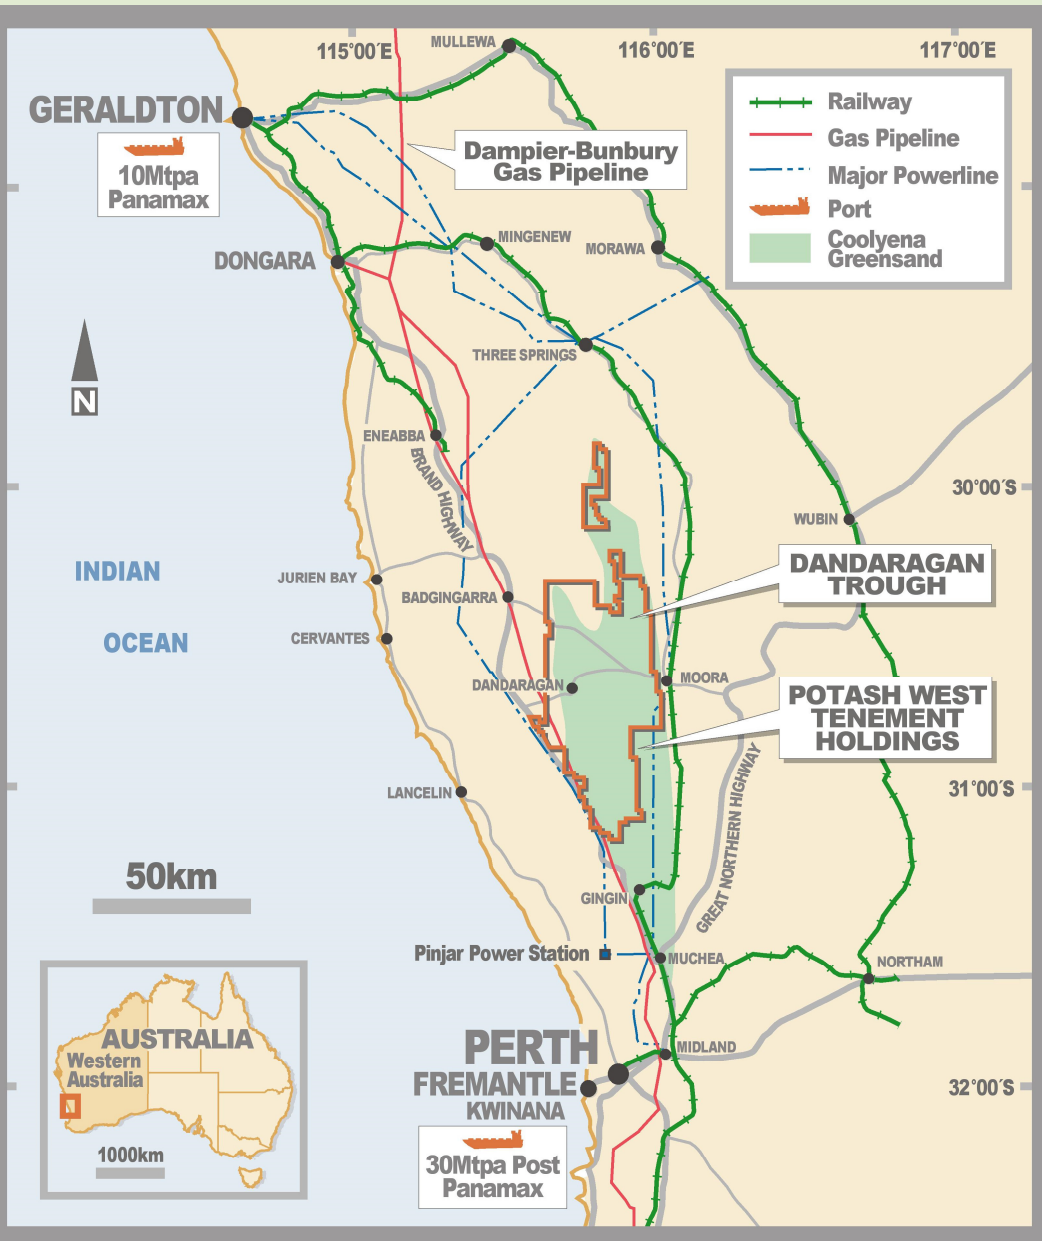 MULLEWA
115°00´E
116°00´E
117°00´E
GERALDTON
10Mtpa
Panamax
Dampier-Bunbury
Gas Pipeline
Railway
Gas Pipeline
Major Powerline
Port
Coolyena
Greensand
MINGENEW
MORAWA
DONGARA
N
THREE SPRINGS
ENEABBA
BRAND HIGHWAY
30°00´S
WUBIN
INDIAN
OCEAN
JURIEN BAY
BADGINGARRA
DANDARAGAN
TROUGH
CERVANTES
DANDARAGAN
MOORA
POTASH WEST
TENEMENT
HOLDINGS
LANCELIN
31°00´S
GREAT NORTHERN HIGHWAY
50km
GINGIN
Pinjar Power Station
MUCHEA
NORTHAM
AUSTRALIA
Western
Australia
1000km
PERTH
MIDLAND
FREMANTLE
KWINANA
32°00´S
30Mtpa Post
Panamax